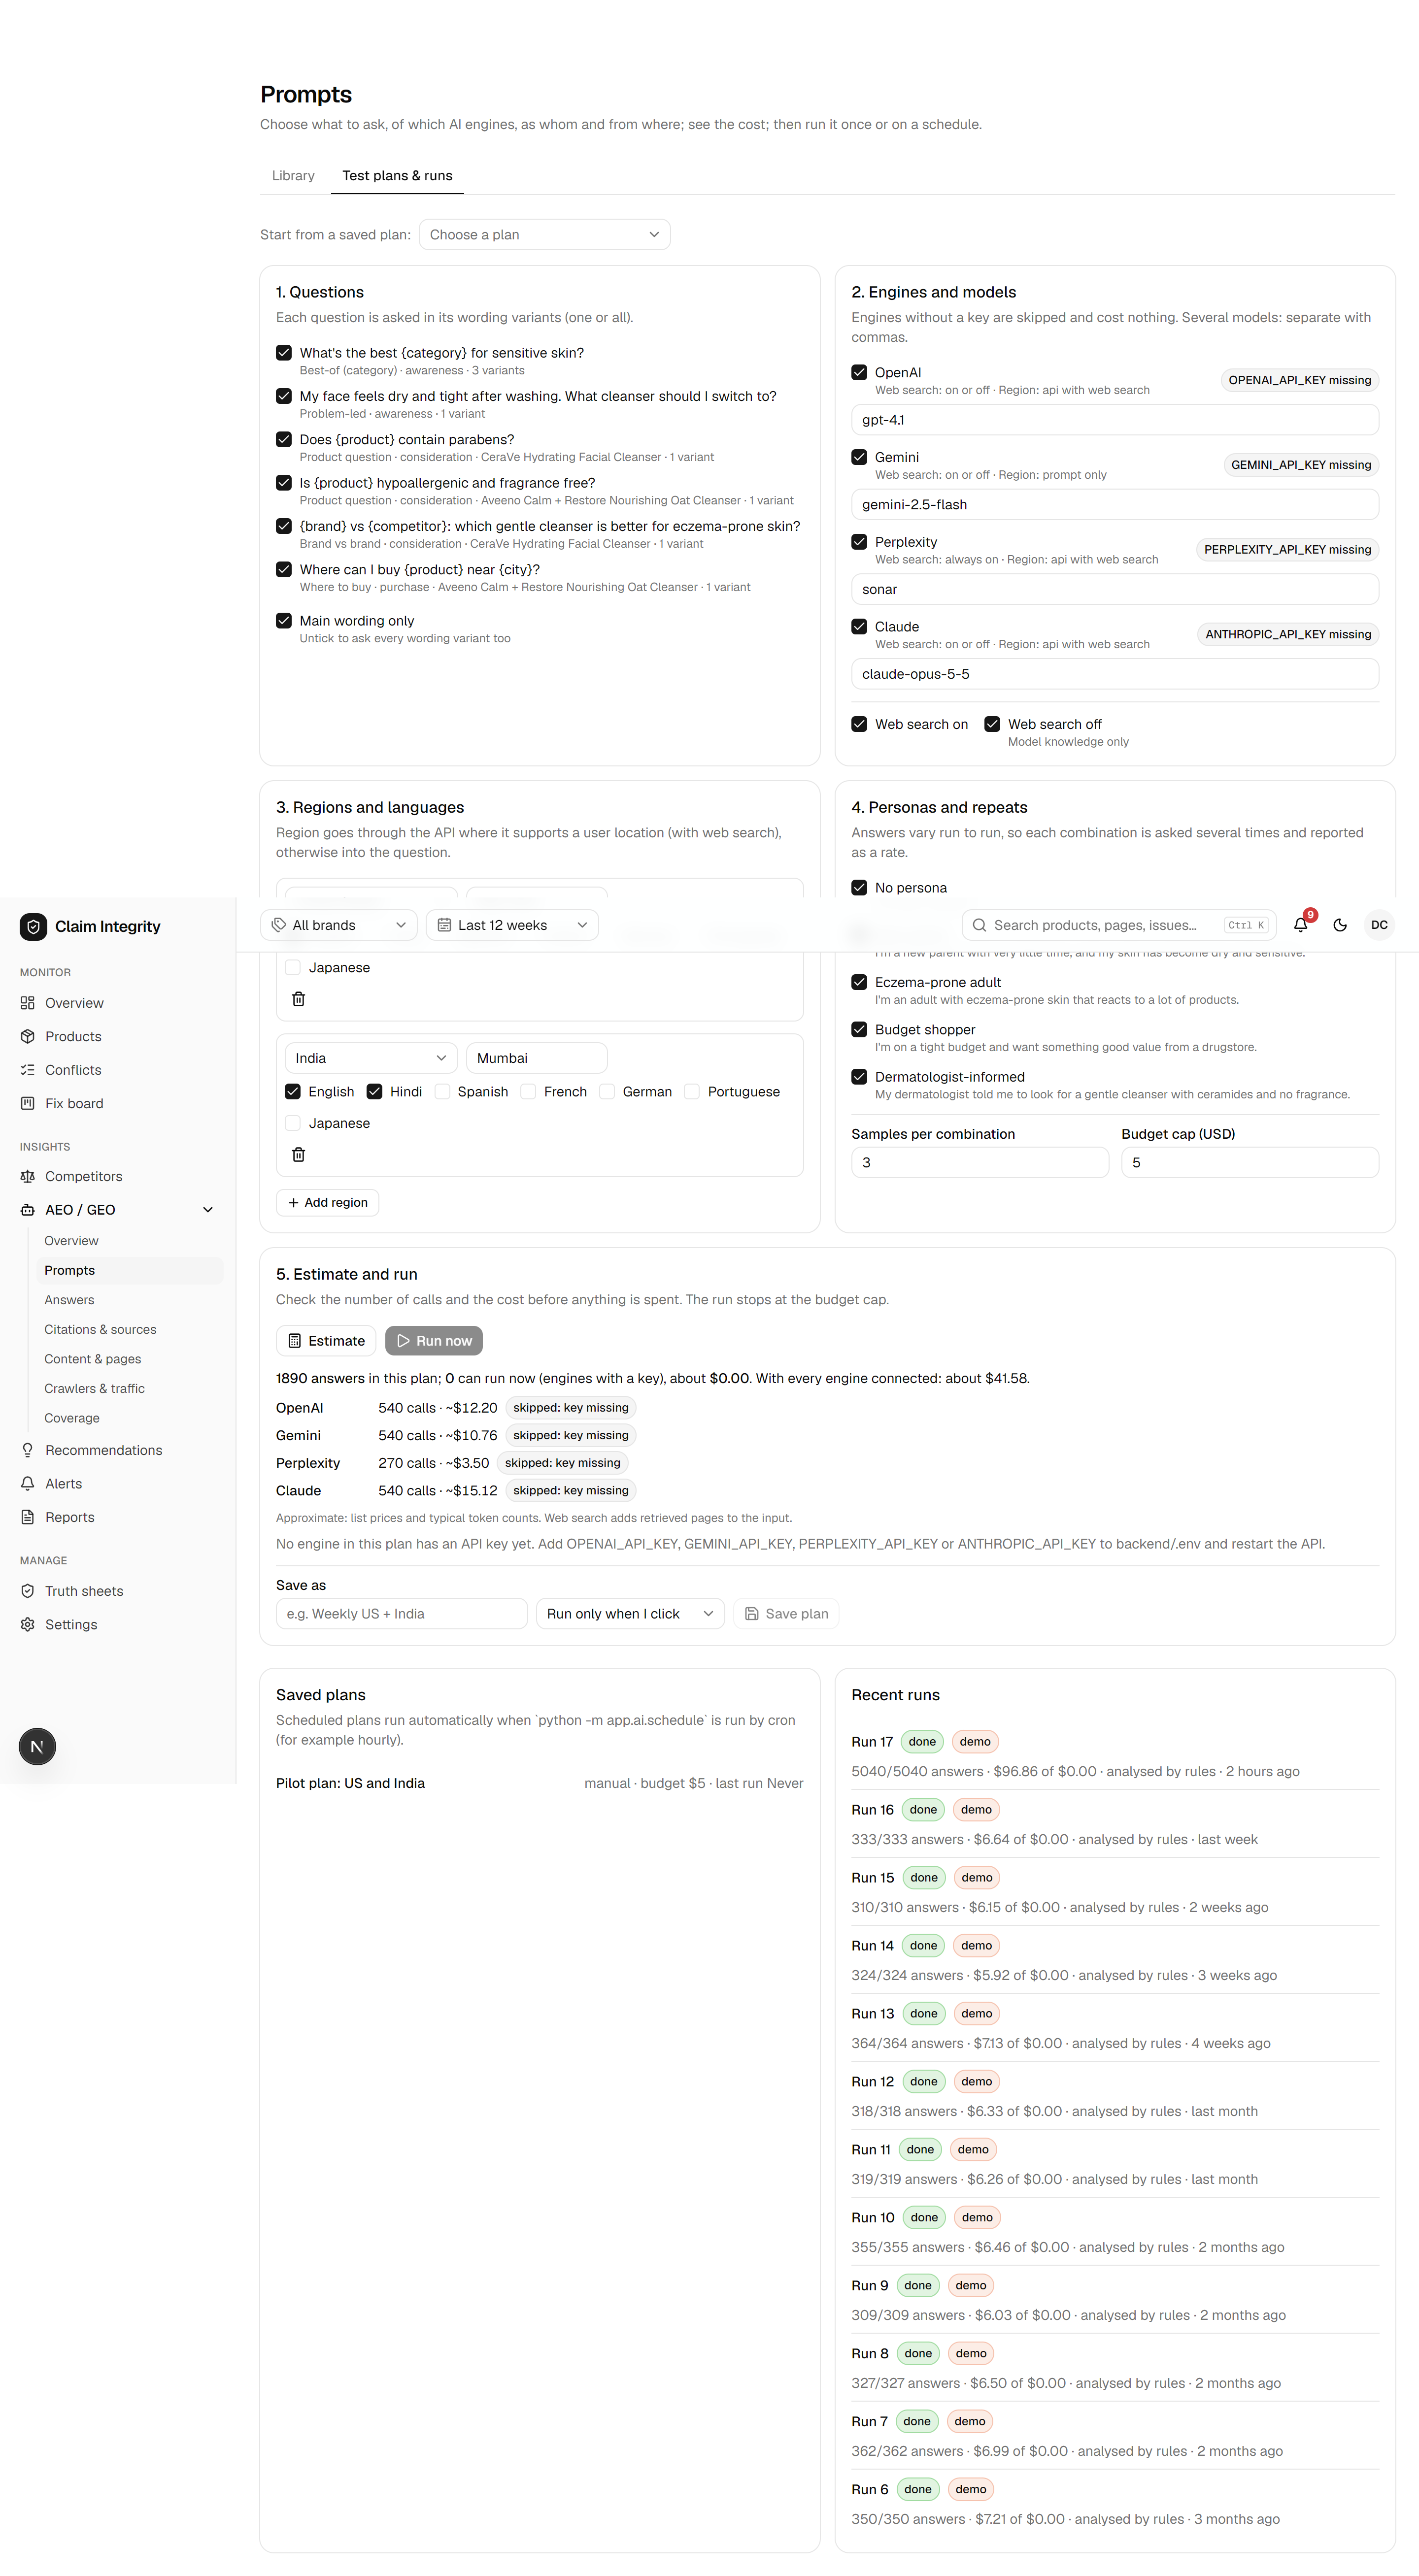 Prompts
Choose what to ask, of which AI engines, as whom and from where; see the cost; then run it once or on a schedule.
Library
Test plans & runs
Start from a saved plan:
Choose a plan
1. Questions
Each question is asked in its wording variants (one or all).
What's the best {category} for sensitive skin?
Best-of (category) · awareness · 3 variants
My face feels dry and tight after washing. What cleanser should I switch to?
Problem-led · awareness · 1 variant
Does {product} contain parabens?
Product question · consideration · CeraVe Hydrating Facial Cleanser · 1 variant
Is {product} hypoallergenic and fragrance free?
Product question · consideration · Aveeno Calm + Restore Nourishing Oat Cleanser · 1 variant
{brand} vs {competitor}: which gentle cleanser is better for eczema-prone skin?
Brand vs brand · consideration · CeraVe Hydrating Facial Cleanser · 1 variant
Where can I buy {product} near {city}?
Where to buy · purchase · Aveeno Calm + Restore Nourishing Oat Cleanser · 1 variant
Main wording only
Untick to ask every wording variant too
2. Engines and models
Engines without a key are skipped and cost nothing. Several models: separate with
commas.
OpenAI
Web search: on or off · Region: api with web search
OPENAI_API_KEY missing
gpt-4.1
Gemini
Web search: on or off · Region: prompt only
GEMINI_API_KEY missing
gemini-2.5-flash
Perplexity
Web search: always on · Region: api with web search
PERPLEXITY_API_KEY missing
sonar
Claude
Web search: on or off · Region: api with web search
ANTHROPIC_API_KEY missing
claude-opus-5-5
Web search on
Web search off
Model knowledge only
3. Regions and languages
Region goes through the API where it supports a user location (with web search),
otherwise into the question.
4. Personas and repeats
Answers vary run to run, so each combination is asked several times and reported
as a rate.
No persona
Claim Integrity
All brands
Last 12 weeks
Search products, pages, issues...
Ctrl K
9
DC
MONITOR
Overview
Products
Conflicts
Fix board
INSIGHTS
Competitors
AEO / GEO
Overview
Prompts
Answers
Citations & sources
Content & pages
Crawlers & traffic
Coverage
Recommendations
Alerts
Reports
MANAGE
Truth sheets
Settings
N
Japanese
India
Mumbai
English
Hindi
Spanish
French
German
Portuguese
Japanese
Add region
I'm a new parent with very little time, and my skin has become dry and sensitive.
Eczema-prone adult
I'm an adult with eczema-prone skin that reacts to a lot of products.
Budget shopper
I'm on a tight budget and want something good value from a drugstore.
Dermatologist-informed
My dermatologist told me to look for a gentle cleanser with ceramides and no fragrance.
Samples per combination
3
Budget cap (USD)
5
5. Estimate and run
Check the number of calls and the cost before anything is spent. The run stops at the budget cap.
Estimate
Run now
1890 answers in this plan; 0 can run now (engines with a key), about $0.00. With every engine connected: about $41.58.
OpenAI 540 calls · ~$12.20 skipped: key missing
Gemini 540 calls · ~$10.76 skipped: key missing
Perplexity 270 calls · ~$3.50 skipped: key missing
Claude 540 calls · ~$15.12 skipped: key missing
Approximate: list prices and typical token counts. Web search adds retrieved pages to the input.
No engine in this plan has an API key yet. Add OPENAI_API_KEY, GEMINI_API_KEY, PERPLEXITY_API_KEY or ANTHROPIC_API_KEY to backend/.env and restart the API.
Save as
e.g. Weekly US + India
Run only when I click
Save plan
Saved plans
Scheduled plans run automatically when `python -m app.ai.schedule` is run by cron
(for example hourly).
Pilot plan: US and India
manual · budget $5 · last run Never
Recent runs
Run 17 done demo
5040/5040 answers · $96.86 of $0.00 · analysed by rules · 2 hours ago
Run 16 done demo
333/333 answers · $6.64 of $0.00 · analysed by rules · last week
Run 15 done demo
310/310 answers · $6.15 of $0.00 · analysed by rules · 2 weeks ago
Run 14 done demo
324/324 answers · $5.92 of $0.00 · analysed by rules · 3 weeks ago
Run 13 done demo
364/364 answers · $7.13 of $0.00 · analysed by rules · 4 weeks ago
Run 12 done demo
318/318 answers · $6.33 of $0.00 · analysed by rules · last month
Run 11 done demo
319/319 answers · $6.26 of $0.00 · analysed by rules · last month
Run 10 done demo
355/355 answers · $6.46 of $0.00 · analysed by rules · 2 months ago
Run 9 done demo
309/309 answers · $6.03 of $0.00 · analysed by rules · 2 months ago
Run 8 done demo
327/327 answers · $6.50 of $0.00 · analysed by rules · 2 months ago
Run 7 done demo
362/362 answers · $6.99 of $0.00 · analysed by rules · 2 months ago
Run 6 done demo
350/350 answers · $7.21 of $0.00 · analysed by rules · 3 months ago